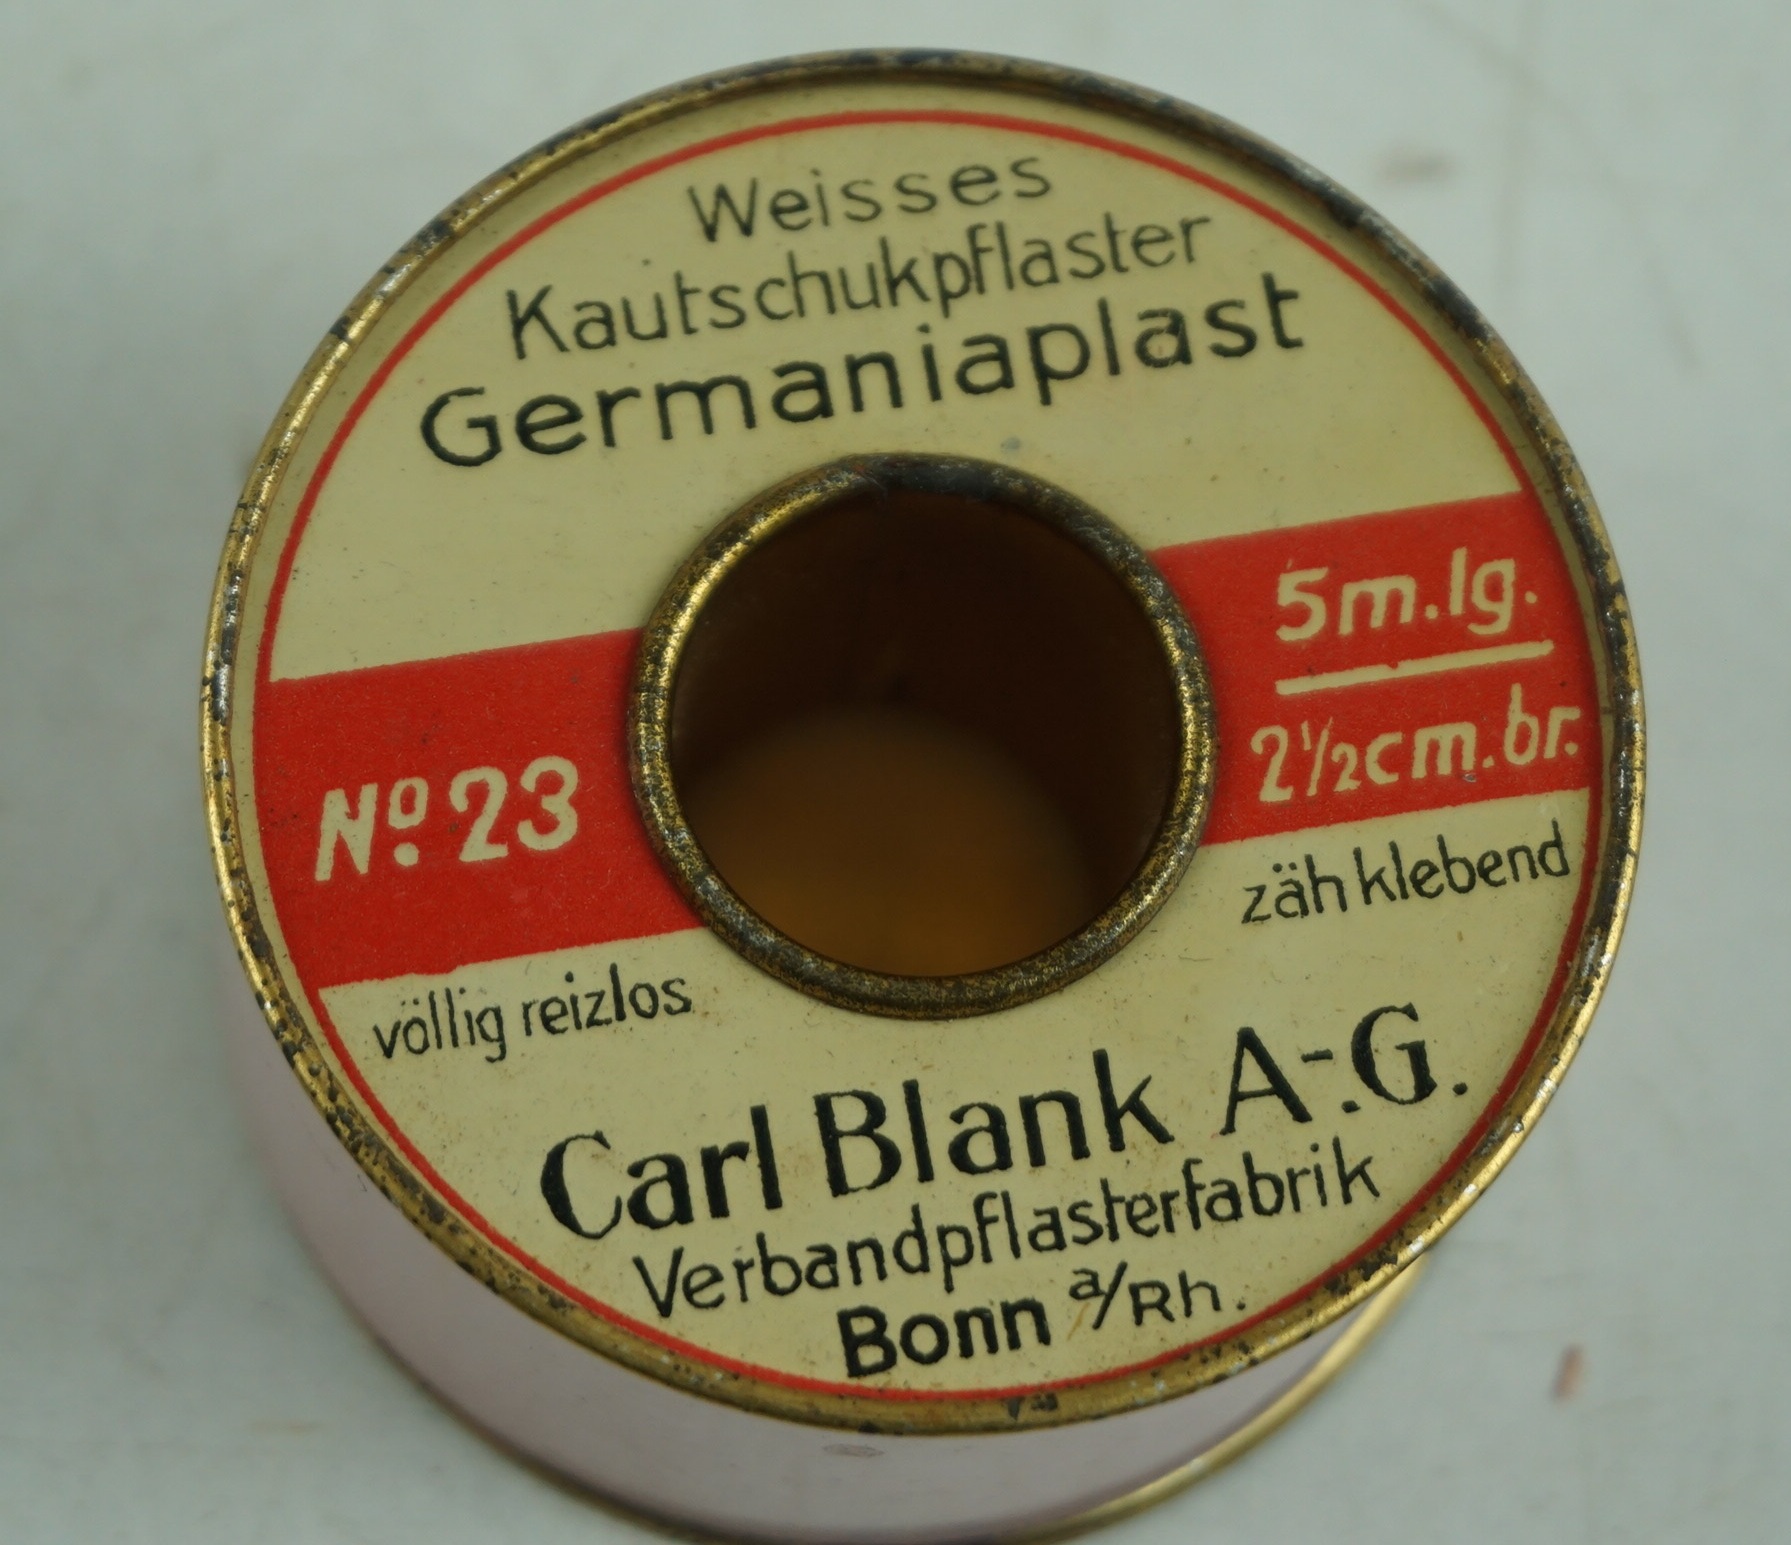 Weisses
Kautschukpflaster
Germaniaplast
5m.lg.
2½cm.br.
No. 23
zäh klebend
völlig reizlos
Carl Blank A.-G.
Verbandpflasterfabrik
Bonn a/Rh.